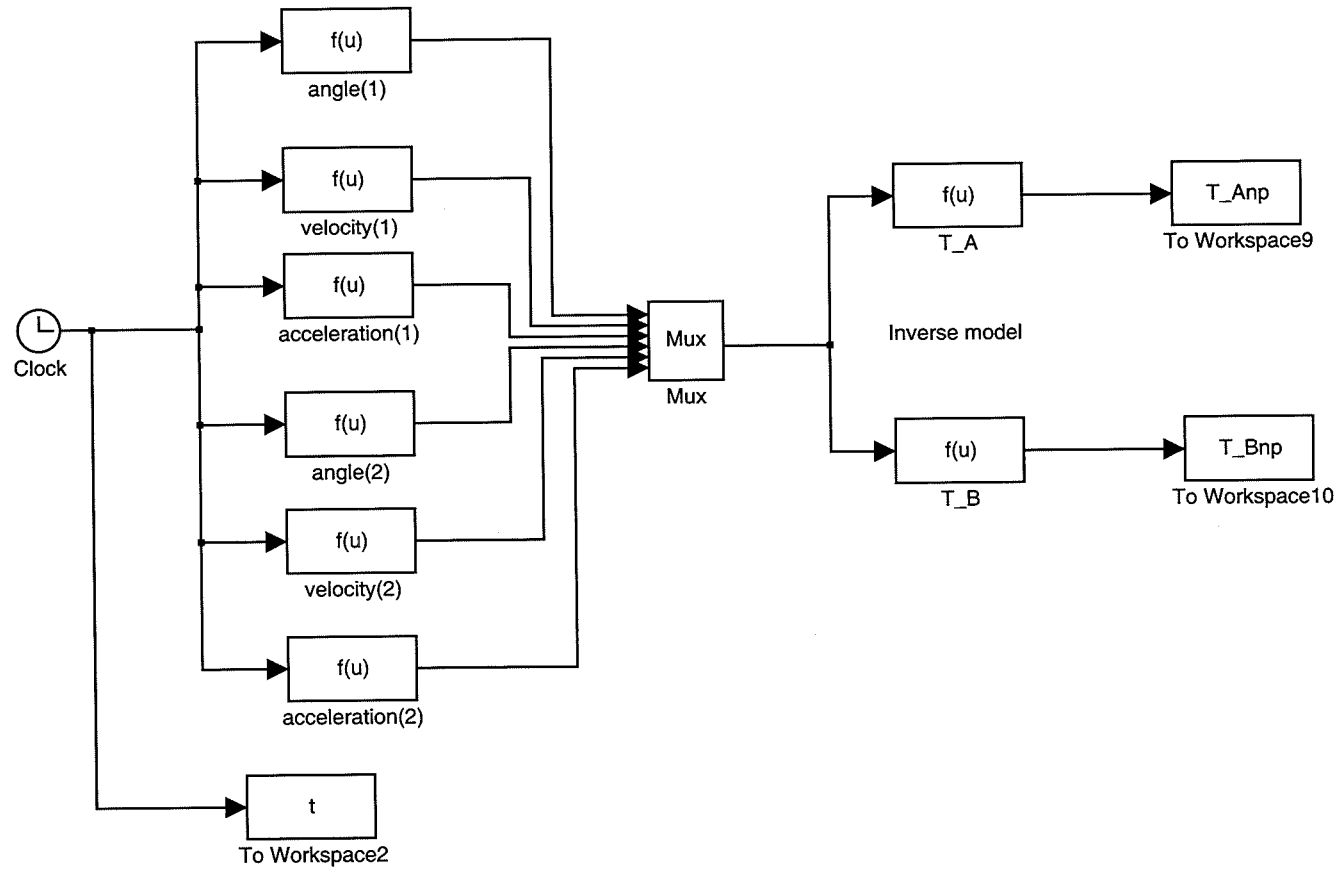 f(u)
angle(1)
f(u)
velocity(1)
f(u)
acceleration(1)
Clock
f(u)
angle(2)
f(u)
velocity(2)
f(u)
acceleration(2)
t
To Workspace2
Mux
Mux
f(u)
T_A
T_Anp
To Workspace9
Inverse model
f(u)
T_B
T_Bnp
To Workspace10